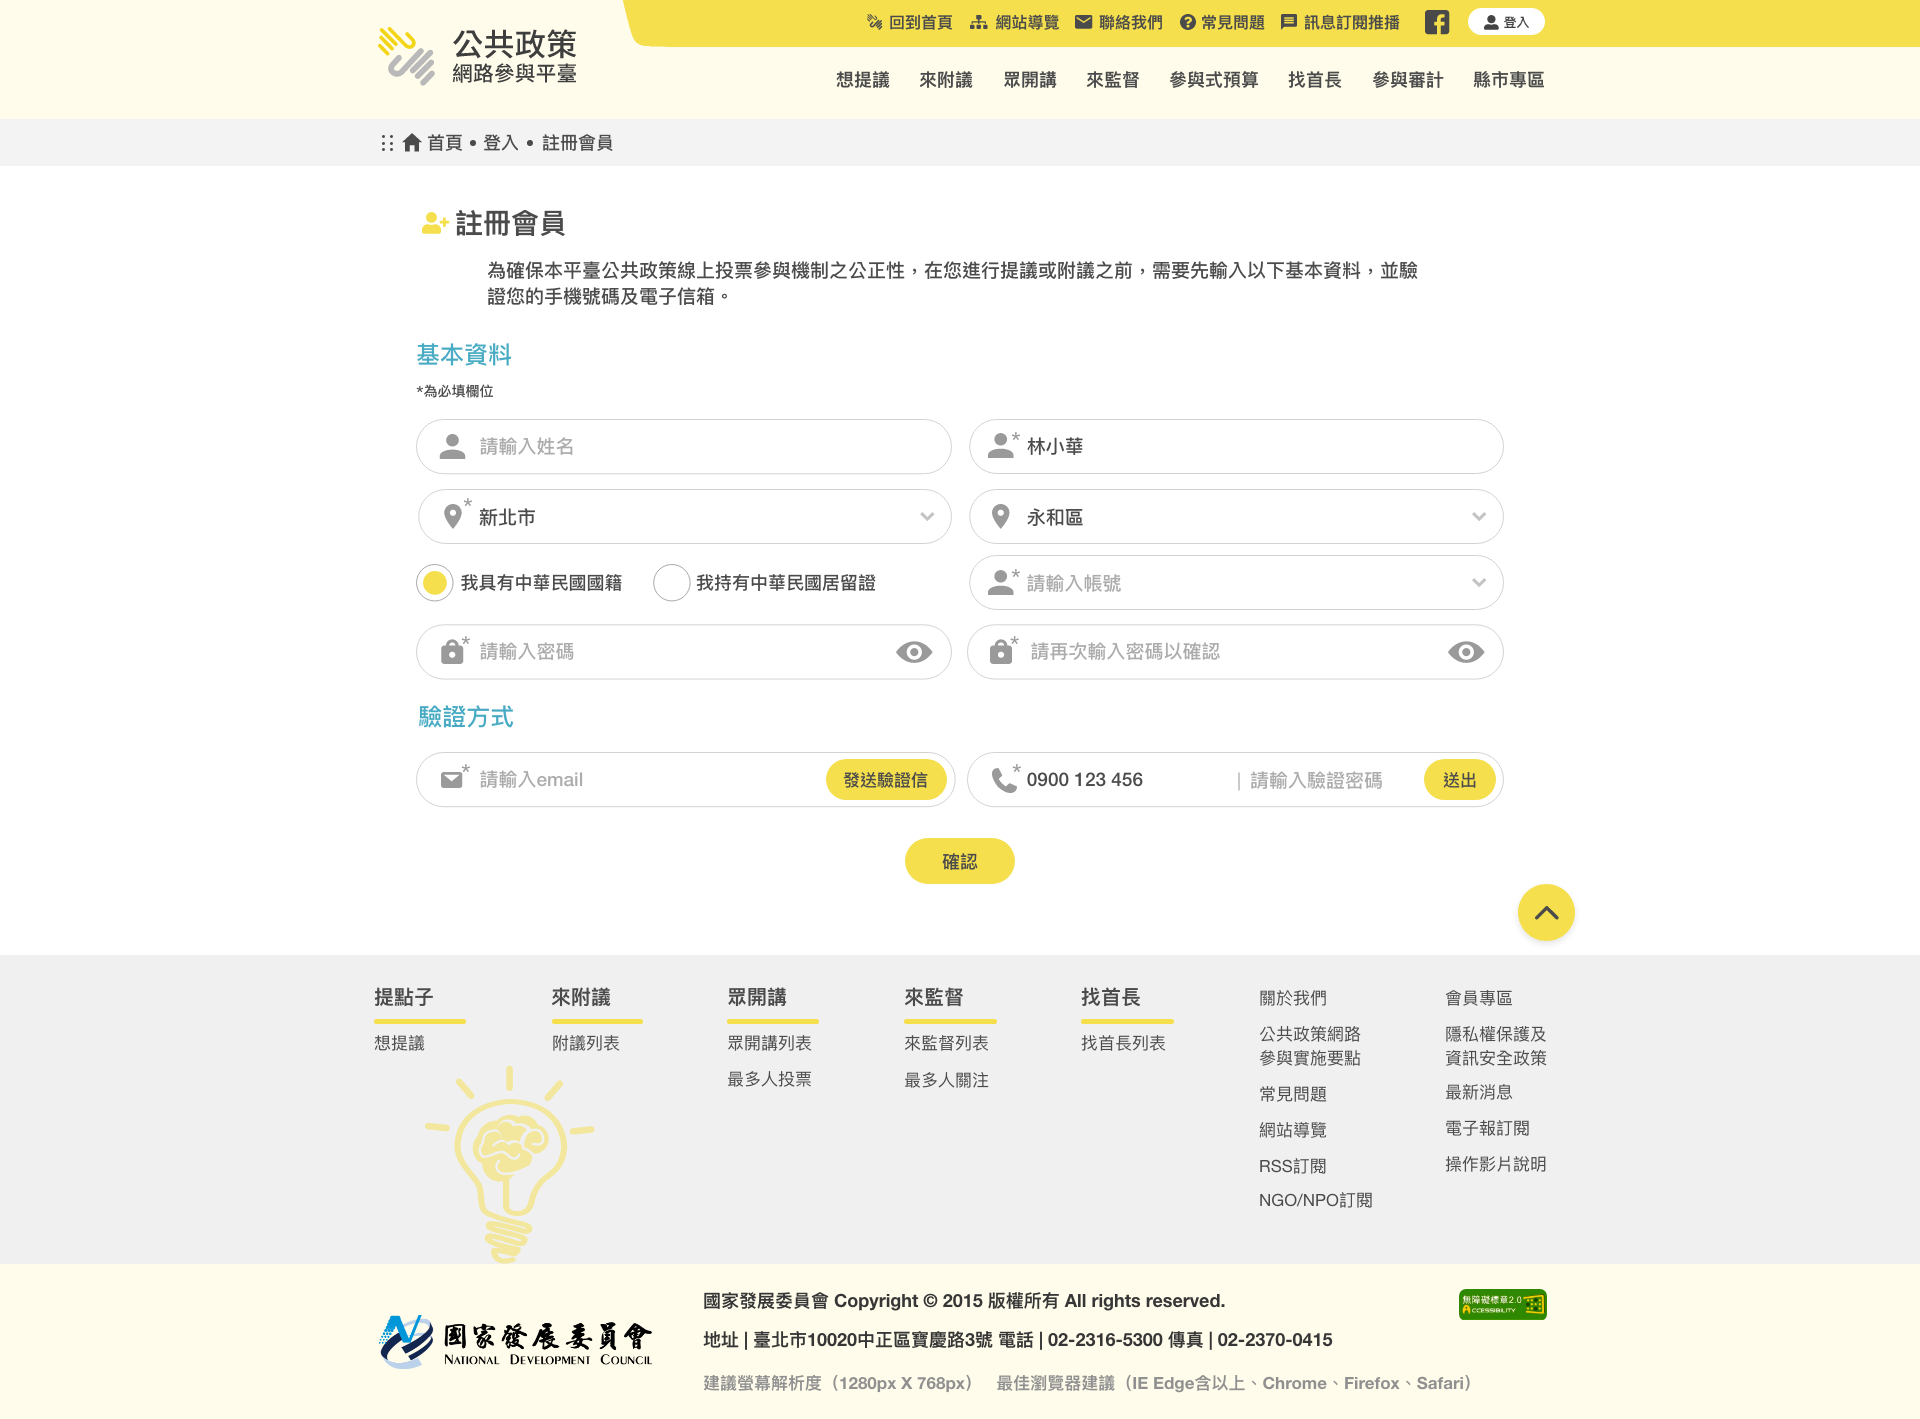 公共政策
網路參與平臺
回到首頁 網站導覽 聯絡我們 常見問題 訊息訂閱推播 登入
想提議 來附議 眾開講 來監督 參與式預算 找首長 參與審計 縣市專區
首頁 • 登入 • 註冊會員
註冊會員
為確保本平臺公共政策線上投票參與機制之公正性，在您進行提議或附議之前，需要先輸入以下基本資料，並驗
證您的手機號碼及電子信箱。
基本資料
*為必填欄位
請輸入姓名
* 林小華
* 新北市
永和區
我具有中華民國國籍 我持有中華民國居留證
* 請輸入帳號
* 請輸入密碼
* 請再次輸入密碼以確認
驗證方式
* 請輸入email 發送驗證信
* 0900 123 456 | 請輸入驗證密碼 送出
確認
提點子
想提議
來附議
附議列表
眾開講
眾開講列表
最多人投票
來監督
來監督列表
最多人關注
找首長
找首長列表
關於我們
公共政策網路
參與實施要點
常見問題
網站導覽
RSS訂閱
NGO/NPO訂閱
會員專區
隱私權保護及
資訊安全政策
最新消息
電子報訂閱
操作影片說明
國家發展委員會
NATIONAL DEVELOPMENT COUNCIL
國家發展委員會 Copyright © 2015 版權所有 All rights reserved.
地址 | 臺北市10020中正區寶慶路3號 電話 | 02-2316-5300 傳真 | 02-2370-0415
建議螢幕解析度（1280px X 768px） 最佳瀏覽器建議（IE Edge含以上、Chrome、Firefox、Safari）
無障礙標章2.0
ACCESSIBILITY